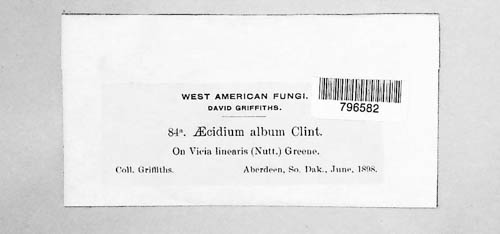 WEST AMERICAN FUNGI.
DAVID GRIFFITHS.
796582
84a. Æcidium album Clint.
On Vicia linearis (Nutt.) Greene.
Coll. Griffiths. Aberdeen, So. Dak., June, 1898.